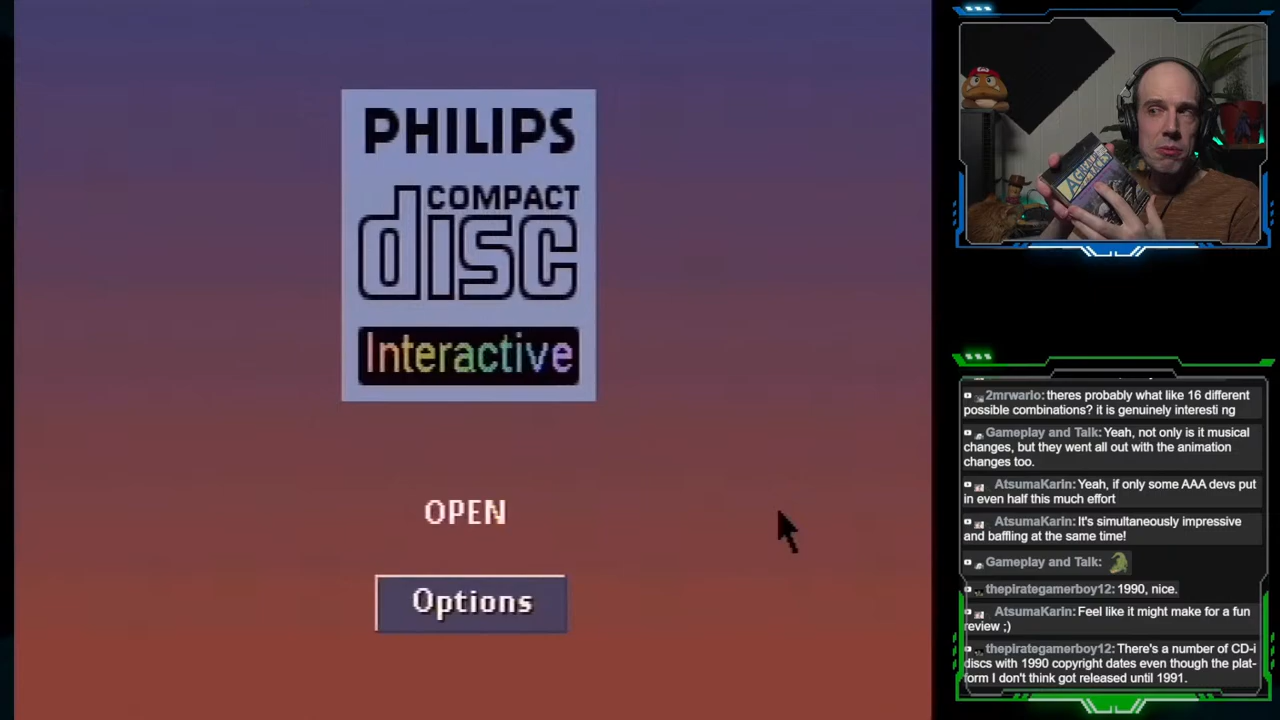 PHILIPS
COMPACT
disc
Interactive
OPEN
Options
2mrwario: theres probably what like 16 different
possible combinations? it is genuinely interesti ng
Gameplay and Talk: Yeah, not only is it musical
changes, but they went all out with the animation
changes too.
AtsumaKarin: Yeah, if only some AAA devs put
in even half this much effort
AtsumaKarin: It's simultaneously impressive
and baffling at the same time!
Gameplay and Talk:
thepirategamerboy12: 1990, nice.
AtsumaKarin: Feel like it might make for a fun
review ;)
thepirategamerboy12: There's a number of CD-i
discs with 1990 copyright dates even though the plat-
form I don't think got released until 1991.